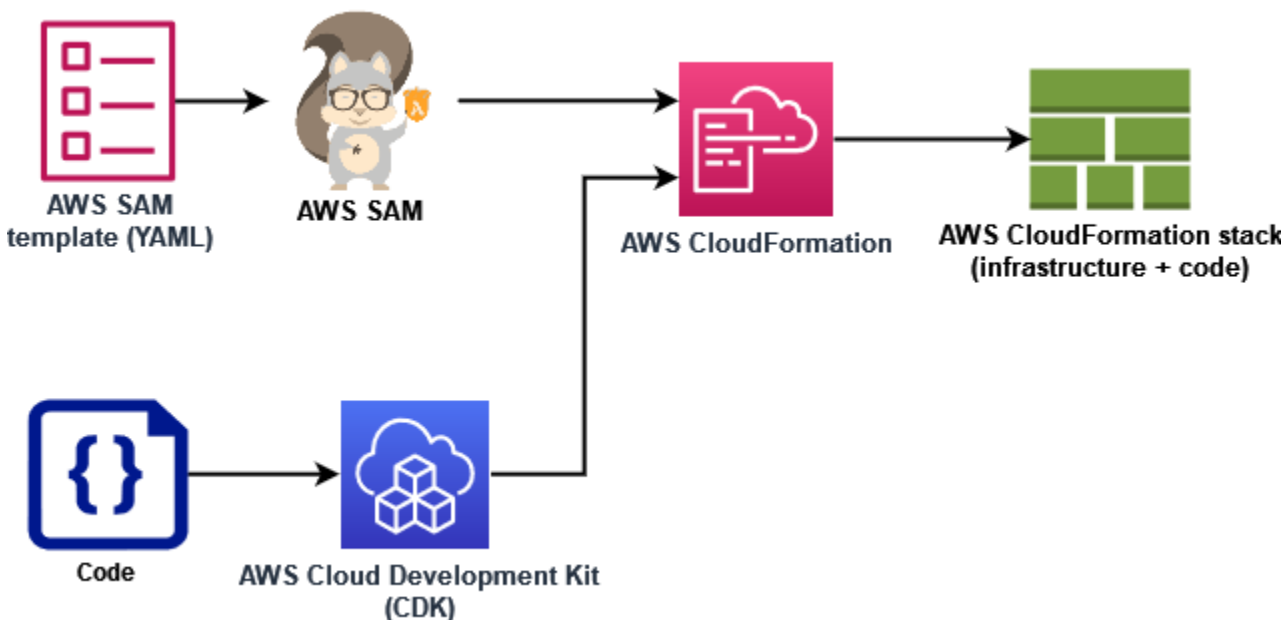 AWS SAM
template (YAML)
AWS SAM
AWS CloudFormation
AWS CloudFormation stack
(infrastructure + code)
{}
Code
AWS Cloud Development Kit
(CDK)